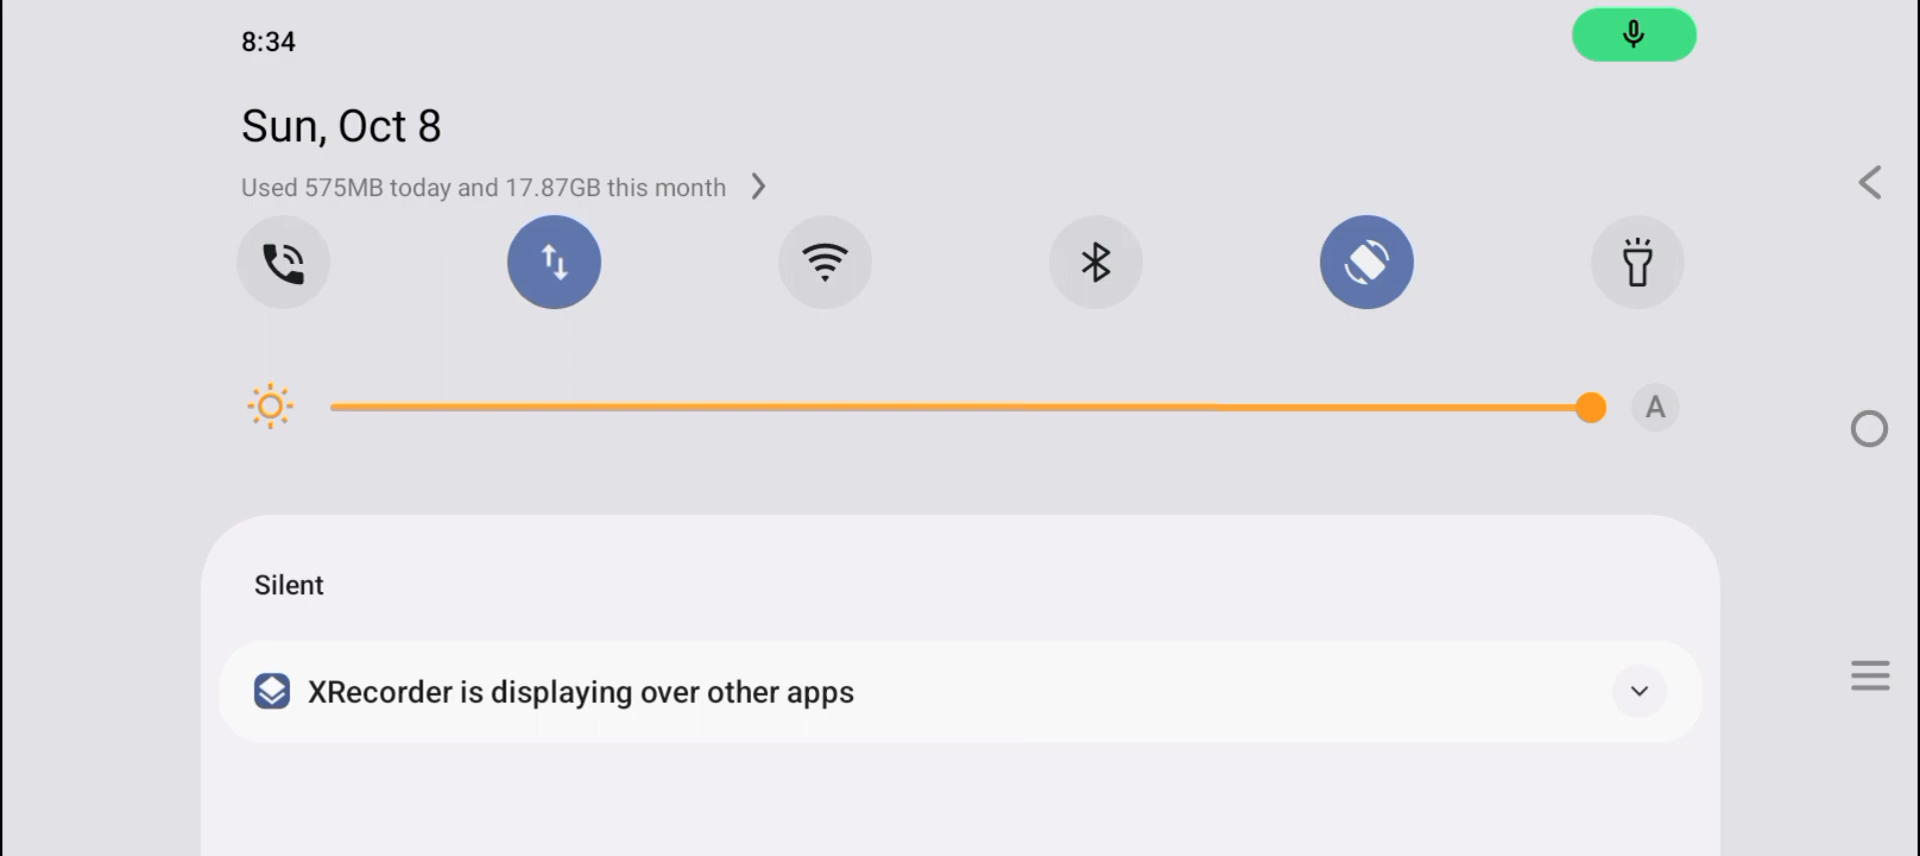 8:34
Sun, Oct 8
Used 575MB today and 17.87GB this month
A
Silent
XRecorder is displaying over other apps